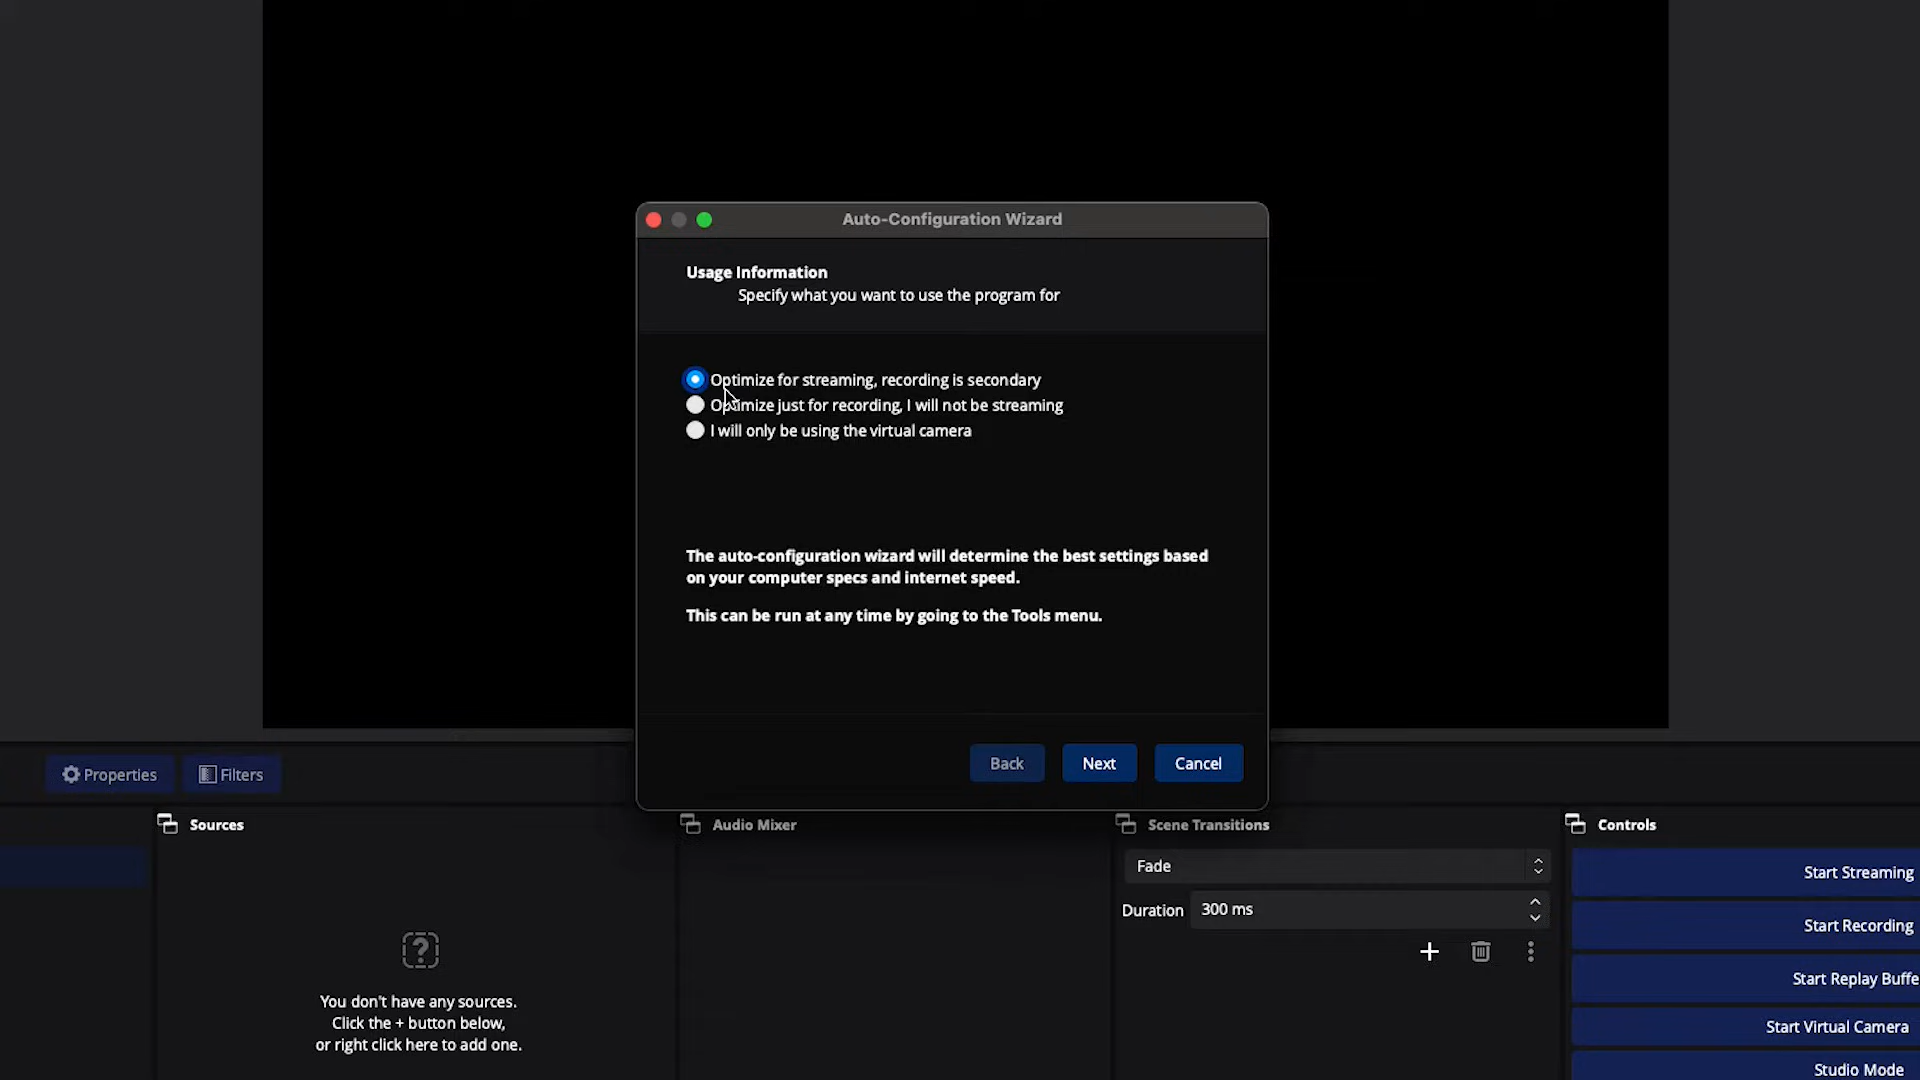 Auto-Configuration Wizard
Usage Information
Specify what you want to use the program for
Optimize for streaming, recording is secondary
Optimize just for recording, I will not be streaming
I will only be using the virtual camera
The auto-configuration wizard will determine the best settings based
on your computer specs and internet speed.
This can be run at any time by going to the Tools menu.
Back
Next
Cancel
Properties
Filters
Sources
You don't have any sources.
Click the + button below,
or right click here to add one.
Audio Mixer
Scene Transitions
Fade
Duration 300 ms
Controls
Start Streaming
Start Recording
Start Replay Buffe
Start Virtual Camera
Studio Mode